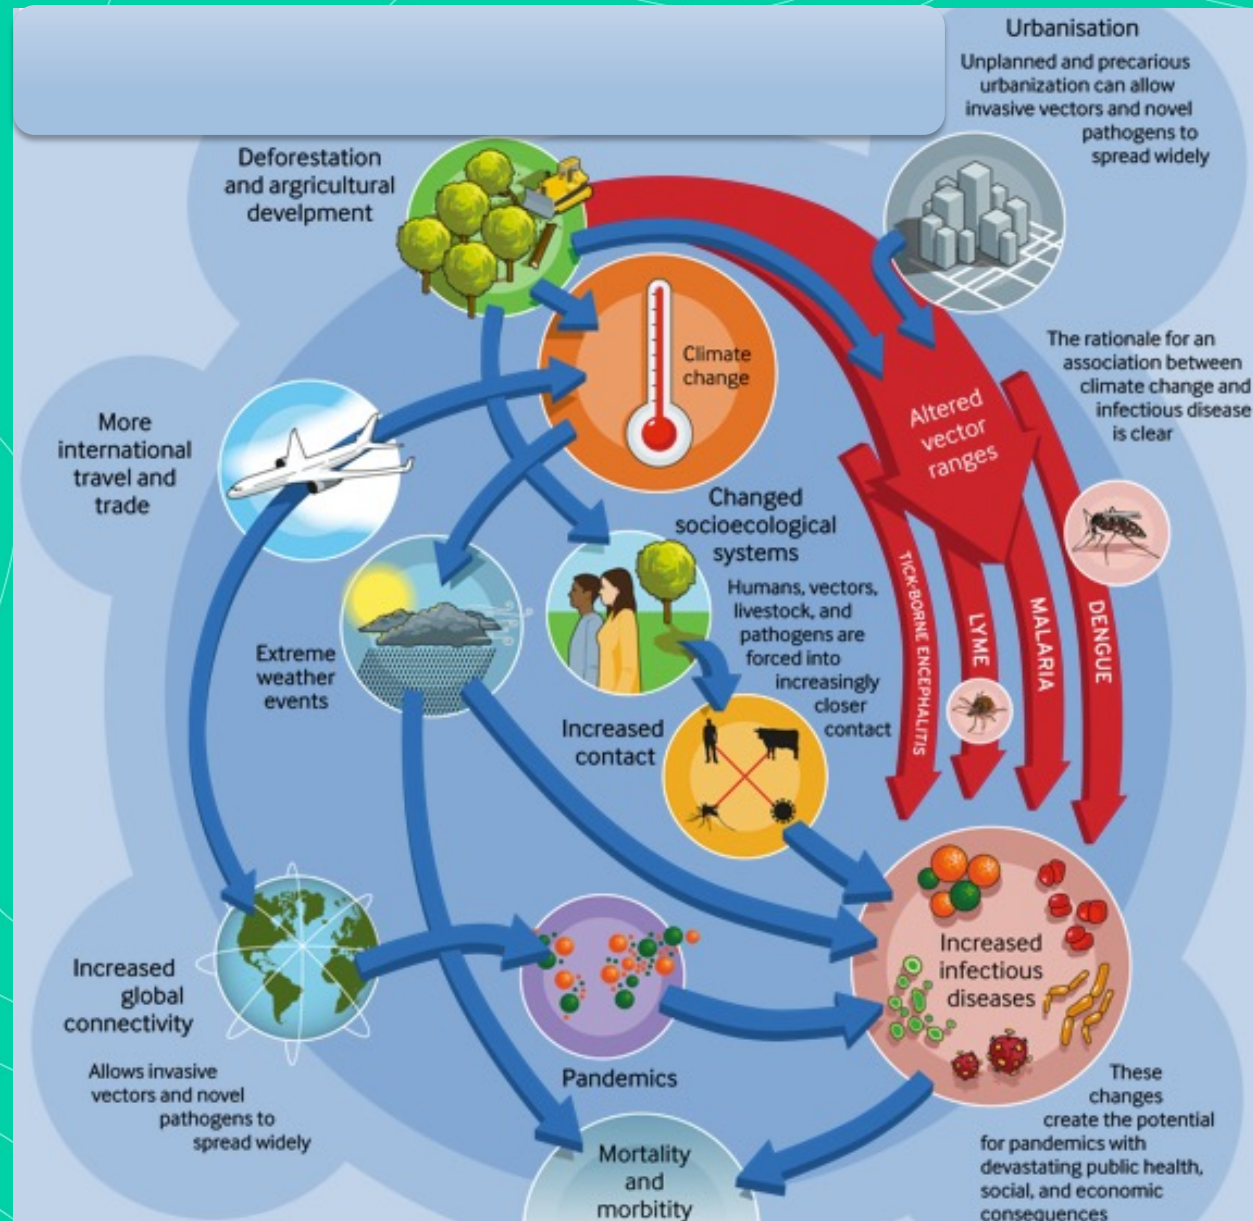 Urbanisation
Unplanned and precarious
urbanization can allow
invasive vectors and novel
pathogens to
spread widely
Deforestation
and argricultural
develpment
The rationale for an
association between
climate change and
infectious disease
is clear
Climate
change
Altered
vector
ranges
More
international
travel and
trade
Changed
socioecological
systems
Humans, vectors,
livestock, and
pathogens are
forced into
increasingly
closer
contact
TICK-BORNE ENCEPHALITIS
LYME
MALARIA
DENGUE
Extreme
weather
events
Increased
contact
Increased
infectious
diseases
Increased
global
connectivity
Allows invasive
vectors and novel
pathogens to
spread widely
Pandemics
These
changes
create the potential
for pandemics with
devastating public health,
social, and economic
consequences
Mortality
and
morbitity